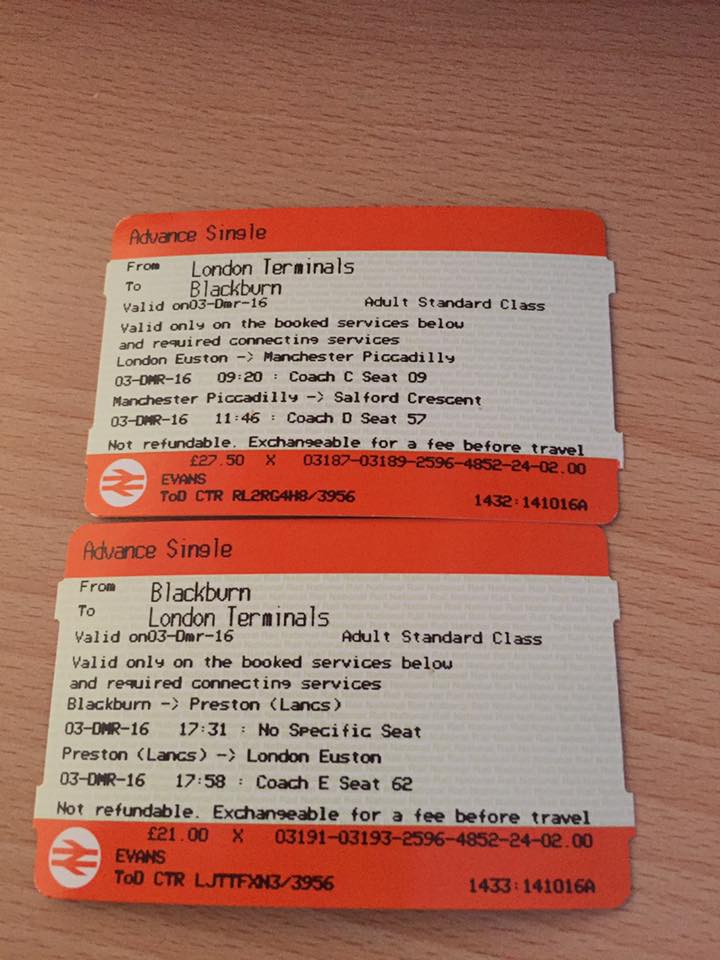 Advance Single
From London Terminals
To Blackburn
Valid on03-Dmr-16 Adult Standard Class
Valid only on the booked services below
and required connecting services
London Euston -> Manchester Piccadilly
03-DMR-16 09:20 : Coach C Seat 09
Manchester Piccadilly -> Salford Crescent
03-DMR-16 11:46 : Coach D Seat 57
Not refundable. Exchangeable for a fee before travel
£27.50 X 03187-03189-2596-4852-24-02.00
EVANS
ToD CTR RL2RG4H8/3956 1432:141016A
Advance Single
From Blackburn
To London Terminals
Valid on03-Dmr-16 Adult Standard Class
Valid only on the booked services below
and required connecting services
Blackburn -> Preston (Lancs)
03-DMR-16 17:31 : No Specific Seat
Preston (Lancs) -> London Euston
03-DMR-16 17:58 : Coach E Seat 62
Not refundable. Exchangeable for a fee before travel
£21.00 X 03191-03193-2596-4852-24-02.00
EVANS
ToD CTR LJTTFXN3/3956 1433:141016A